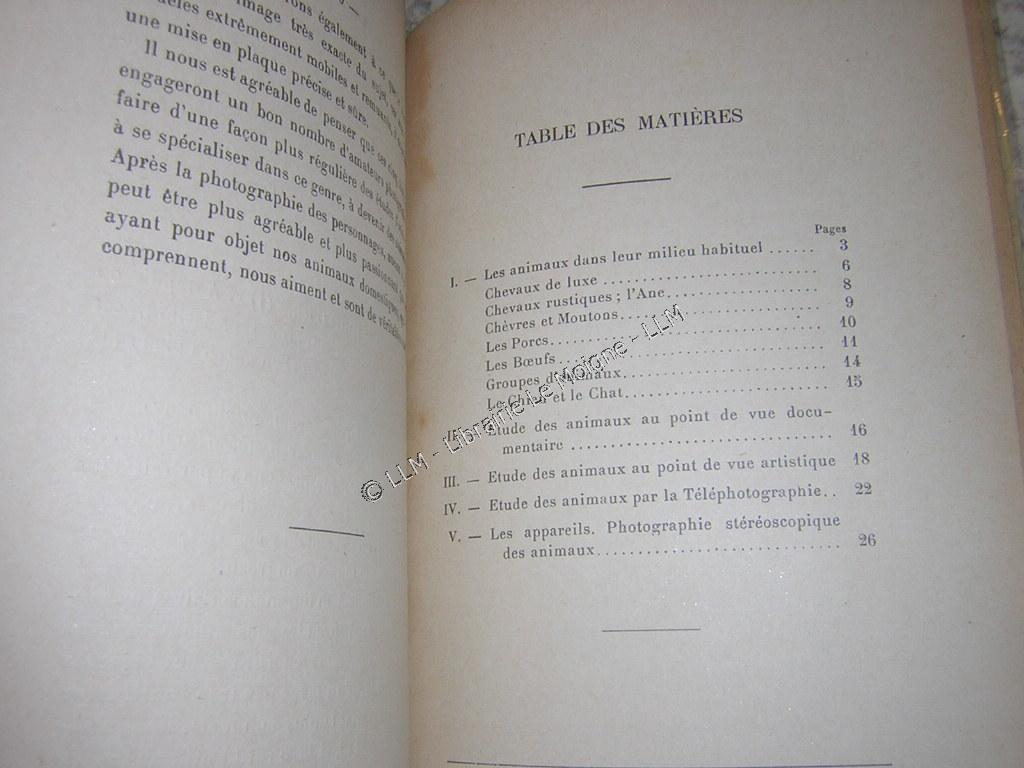 une mise en plaque précise et sûre.
Il nous est agréable de penser que
engageront un bon nombre d'amateurs
faire d'une façon plus régulière des études
à se spécialiser dans ce genre, à devenir
Après la photographie des personnages,
peut être plus agréable et plus
ayant pour objet nos animaux domestiques,
comprennent, nous aiment et sont de
TABLE DES MATIÈRES
Pages
I. — Les animaux dans leur milieu habituel ...... 3
Chevaux de luxe .......................... 6
Chevaux rustiques ; l'Ane................... 8
Chèvres et Moutons......................... 9
Les Porcs.................................. 10
Les Bœufs.................................. 11
Groupes d'animaux.......................... 14
Le Chien et le Chat......................... 15
II. — Etude des animaux au point de vue docu-
mentaire ................................ 16
III. — Etude des animaux au point de vue artistique 18
IV. — Etude des animaux par la Téléphotographie.. 22
V. — Les appareils. Photographie stéréoscopique
des animaux.............................. 26
© LLM - Librairie Le Moigne - LLM